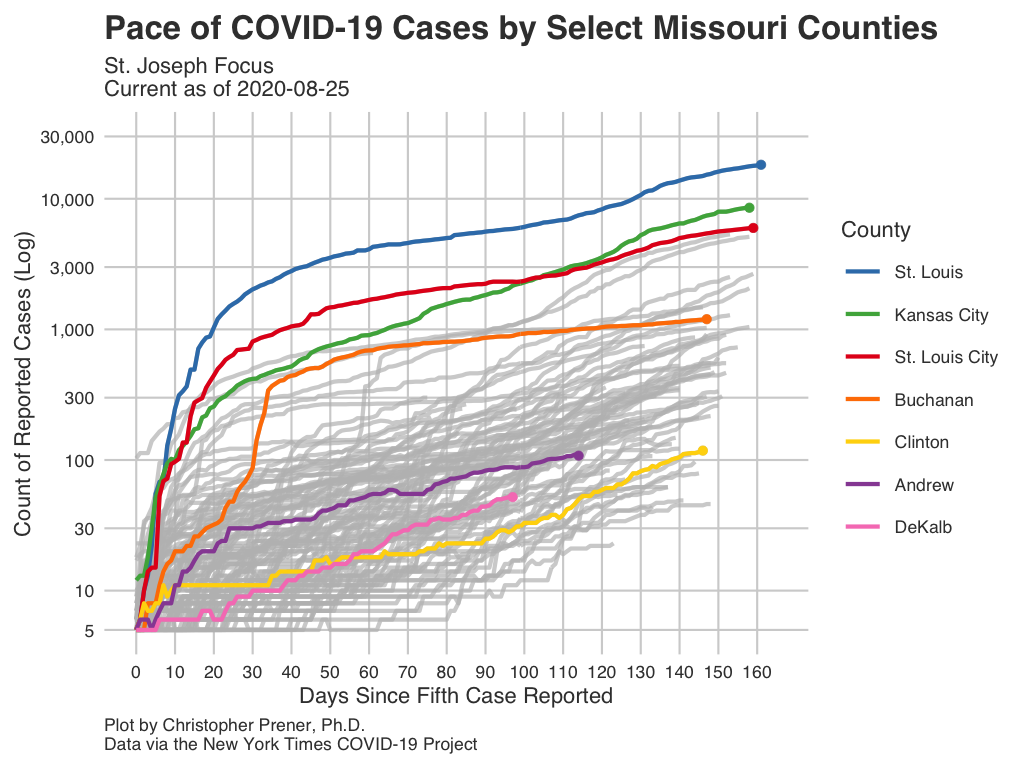 Pace of COVID-19 Cases by Select Missouri Counties
St. Joseph Focus
Current as of 2020-08-25
Count of Reported Cases (Log)
30,000
10,000
3,000
1,000
300
100
30
10
5
0 10 20 30 40 50 60 70 80 90 100 110 120 130 140 150 160
Days Since Fifth Case Reported
County
St. Louis
Kansas City
St. Louis City
Buchanan
Clinton
Andrew
DeKalb
Plot by Christopher Prener, Ph.D.
Data via the New York Times COVID-19 Project